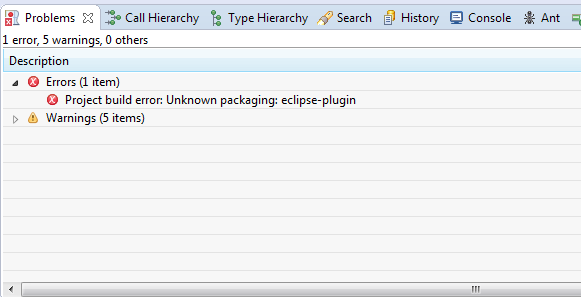 Problems Call Hierarchy Type Hierarchy Search History Console Ant
1 error, 5 warnings, 0 others
Description
Errors (1 item)
Project build error: Unknown packaging: eclipse-plugin
Warnings (5 items)